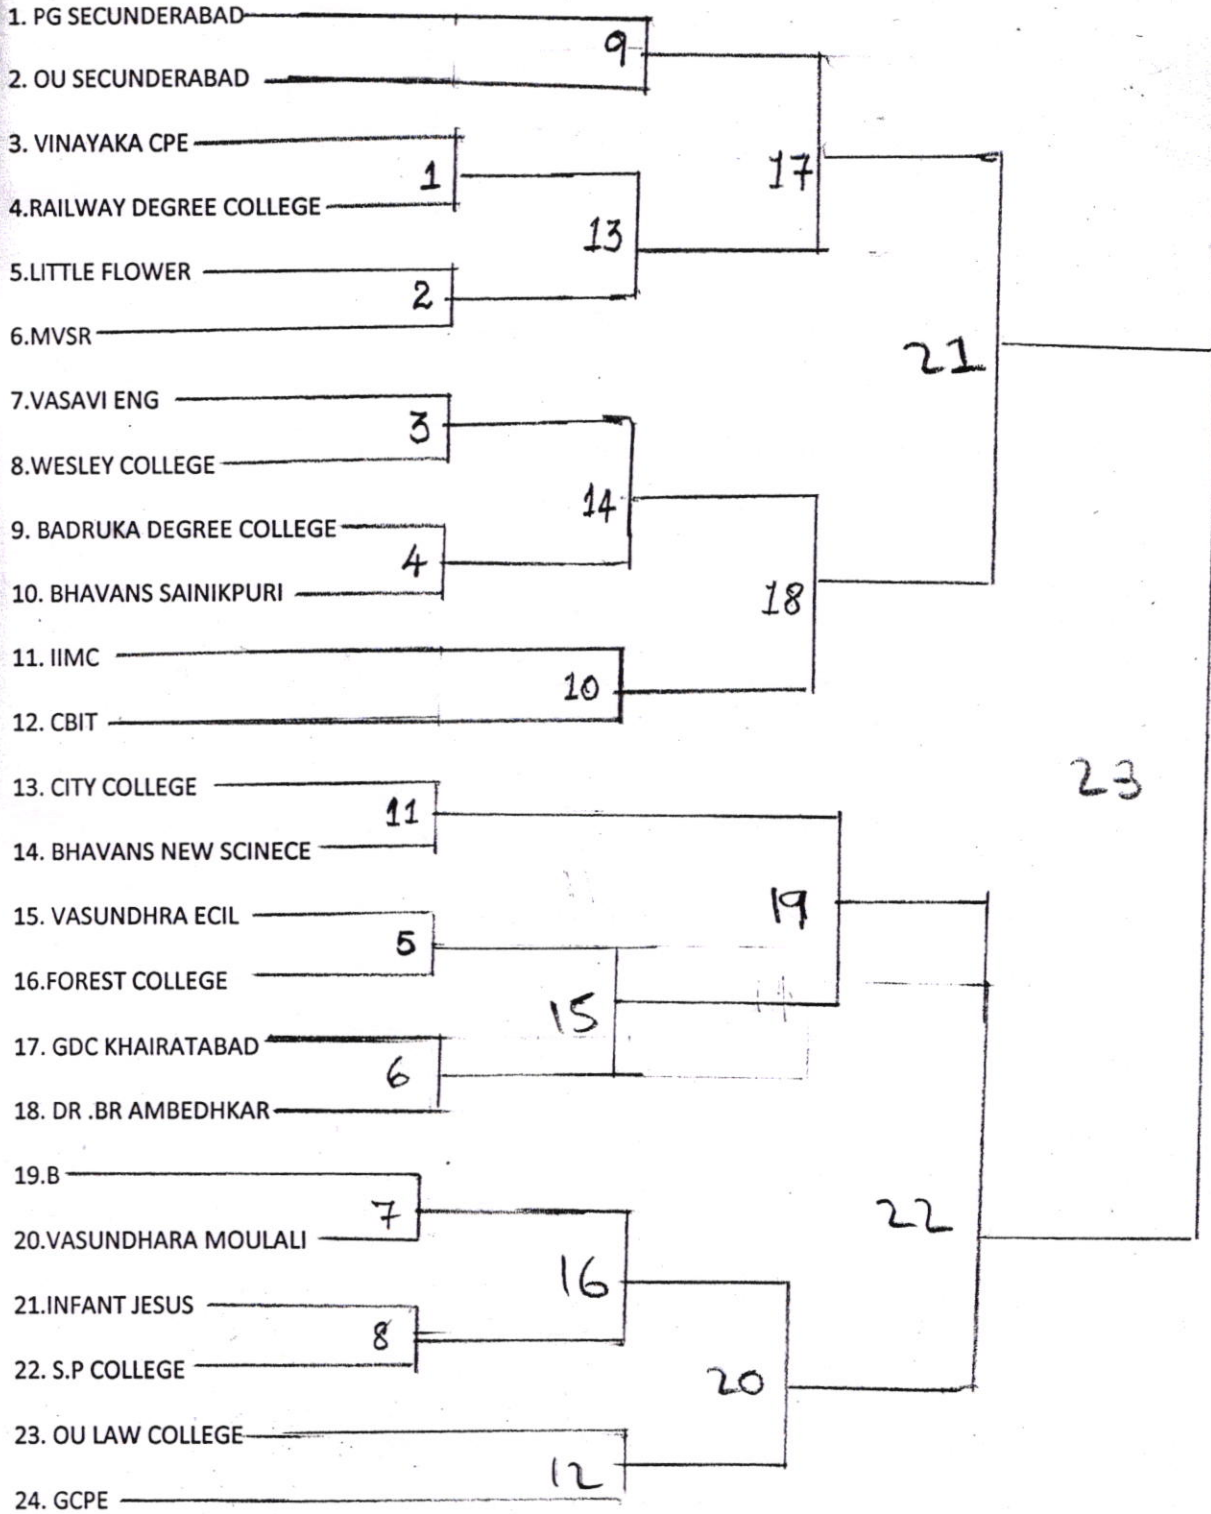 1. PG SECUNDERABAD
9
2. OU SECUNDERABAD
3. VINAYAKA CPE
1
17
4.RAILWAY DEGREE COLLEGE
13
5.LITTLE FLOWER
2
6.MVSR
21
7.VASAVI ENG
3
8.WESLEY COLLEGE
14
9. BADRUKA DEGREE COLLEGE
4
10. BHAVANS SAINIKPURI
18
11. IIMC
10
12. CBIT
23
13. CITY COLLEGE
11
14. BHAVANS NEW SCINECE
19
15. VASUNDHRA ECIL
5
16.FOREST COLLEGE
15
17. GDC KHAIRATABAD
6
18. DR .BR AMBEDHKAR
19.B
7
22
20.VASUNDHARA MOULALI
16
21.INFANT JESUS
8
22. S.P COLLEGE
20
23. OU LAW COLLEGE
12
24. GCPE